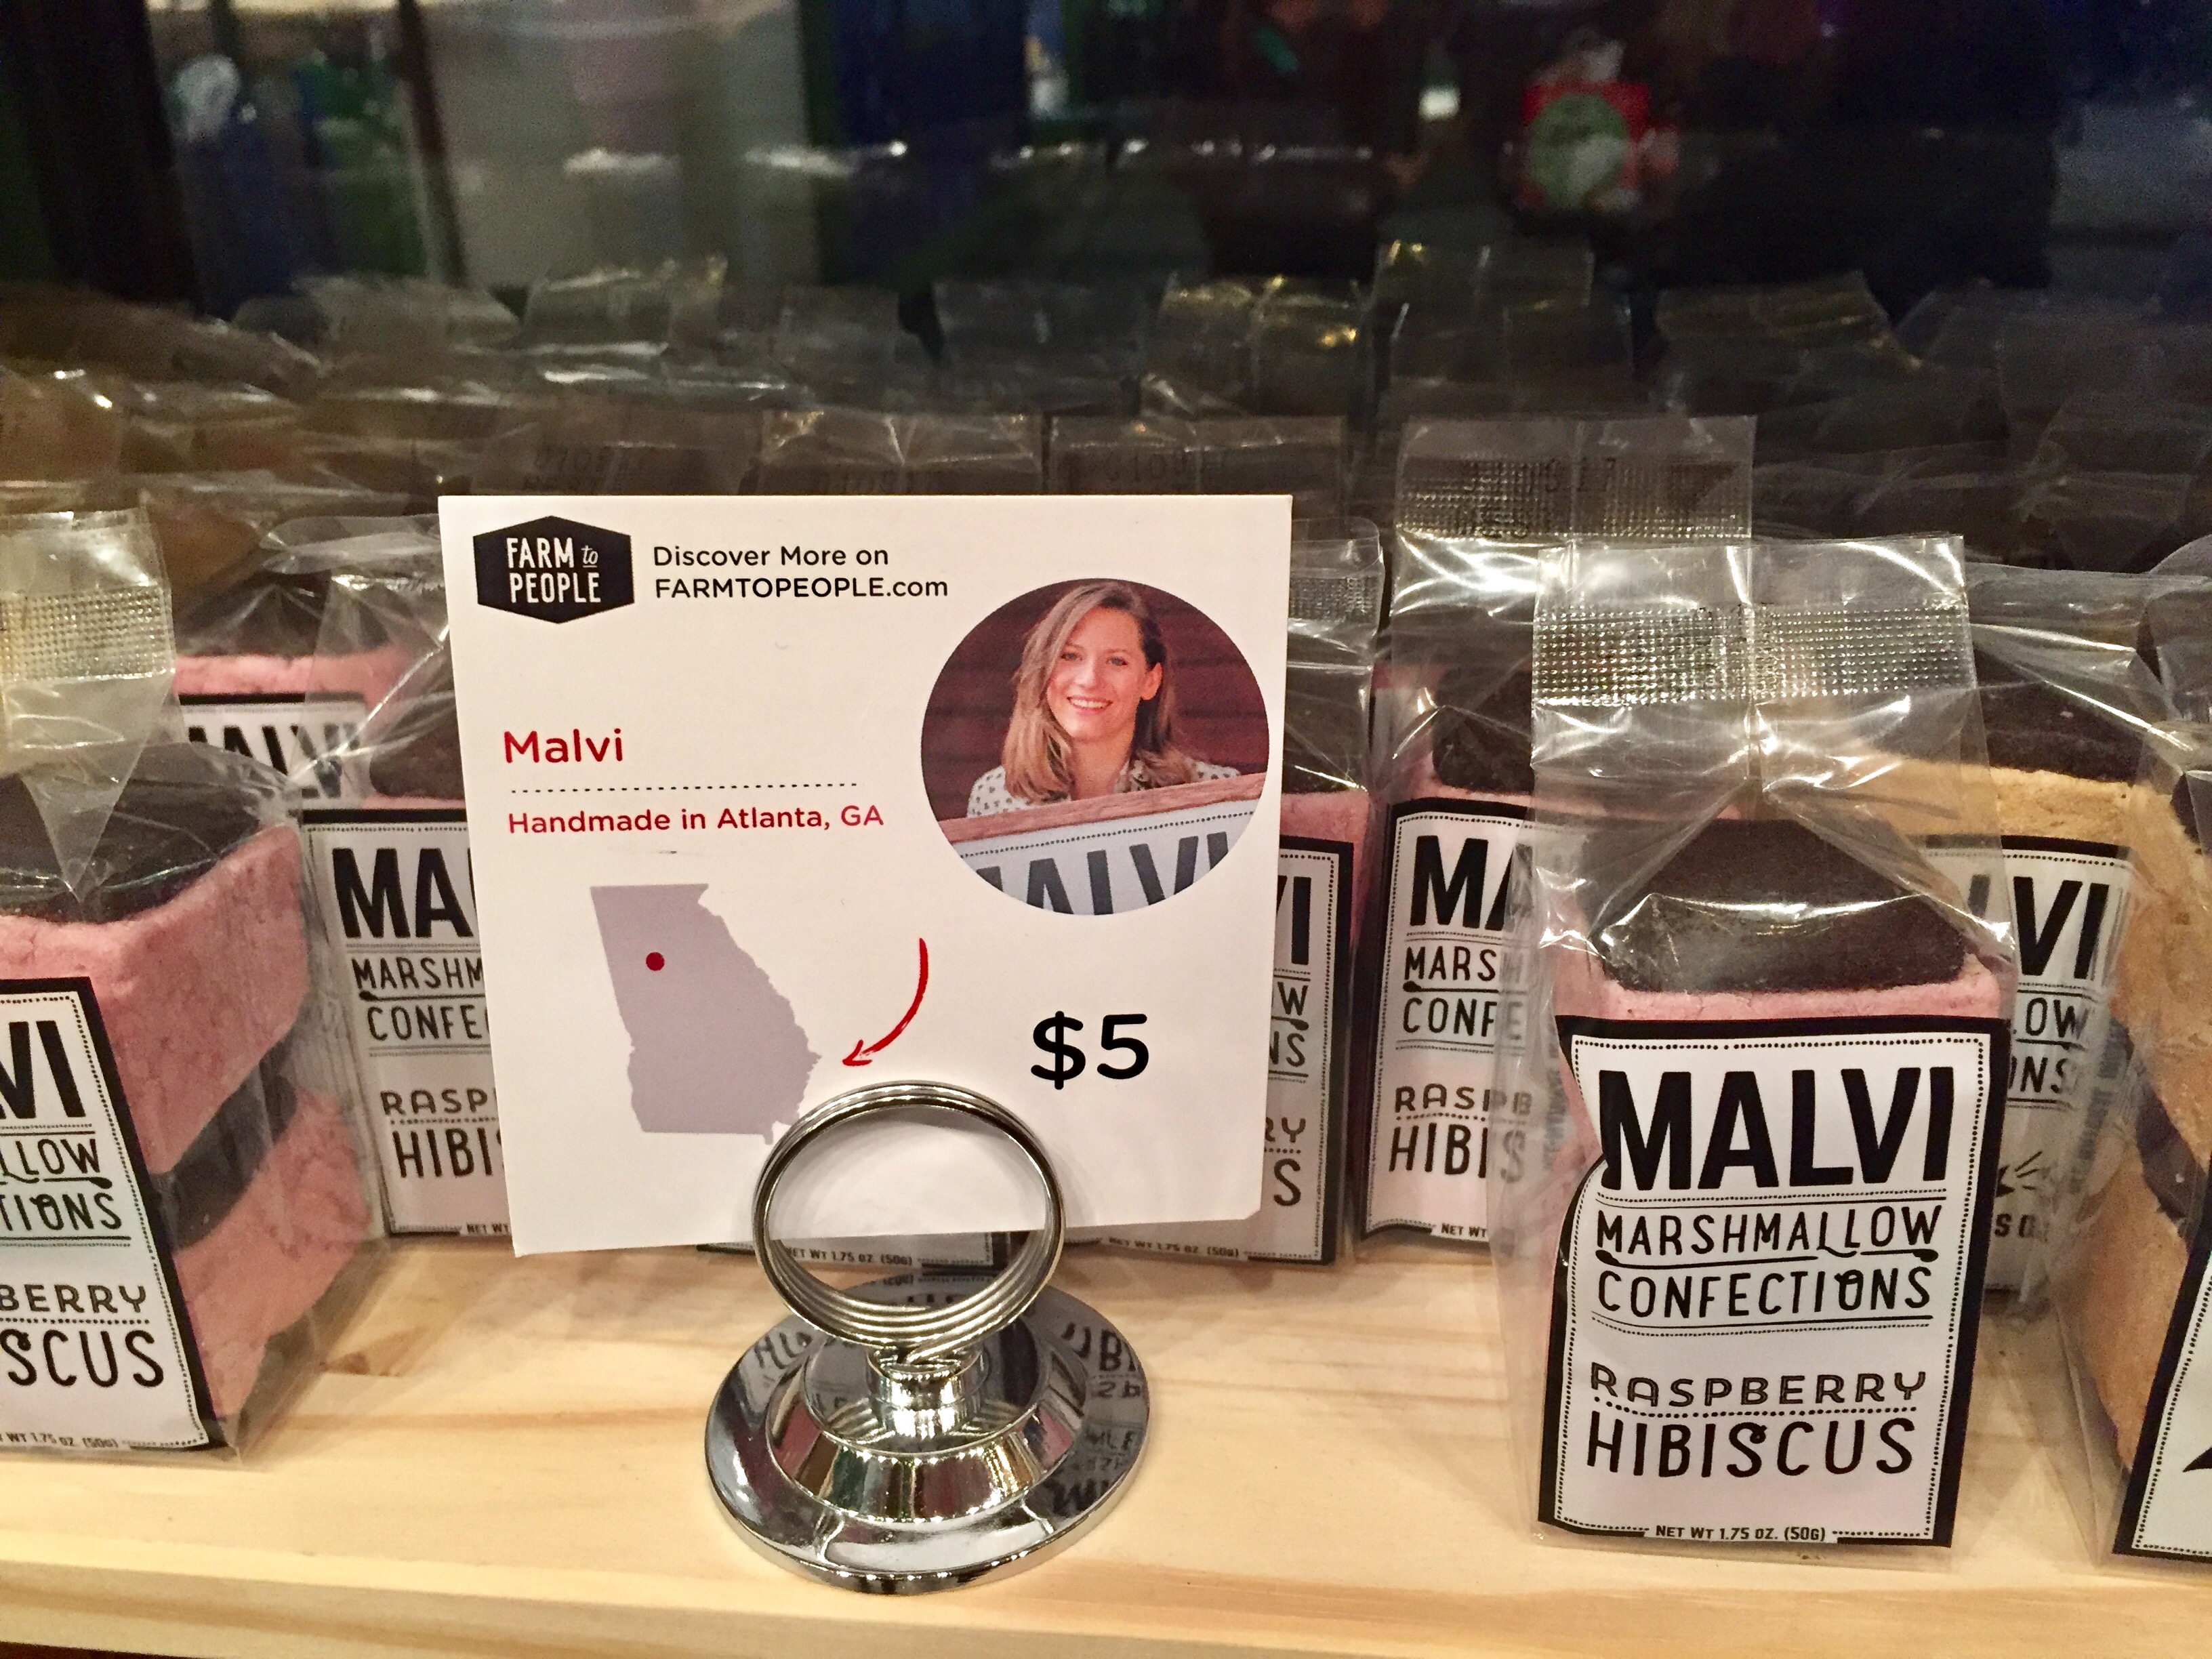 FARM to
PEOPLE
Discover More on
FARMTOPEOPLE.com
Malvi
Handmade in Atlanta, GA
$5
MALVI
MALVI
MARSHMALLOW
CONFECTIONS
RASPBERRY
HIBISCUS
NET WT 1.75 OZ. (50G)